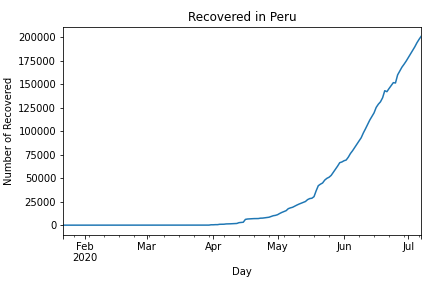 Recovered in Peru
200000
175000
150000
125000
100000
75000
50000
25000
0
Number of Recovered
Feb Mar Apr May Jun Jul
2020
Day